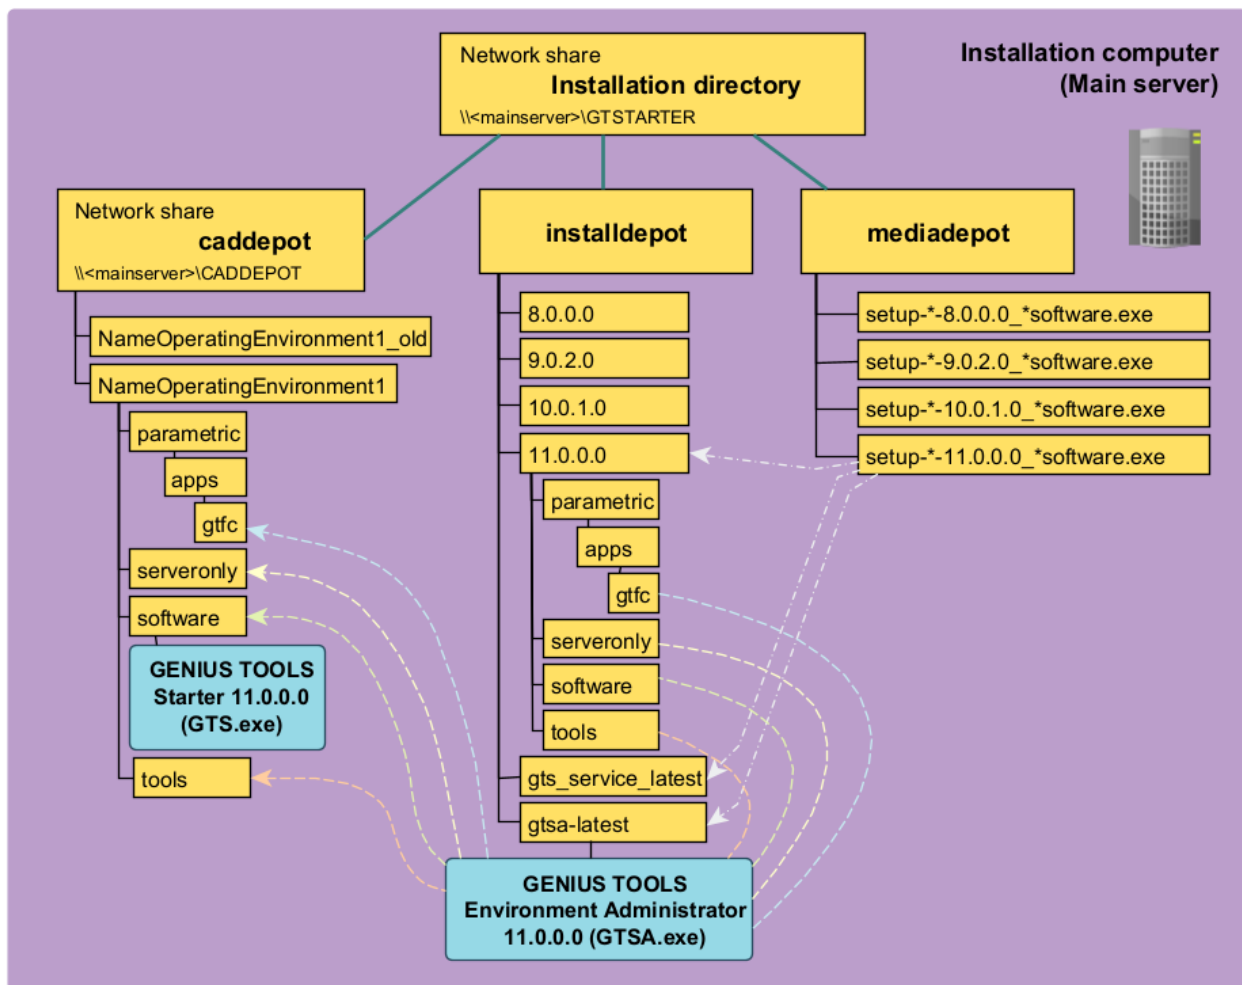 Network share
Installation directory
\\<mainserver>\GTSTARTER
Installation computer
(Main server)
Network share
caddepot
\\<mainserver>\CADDEPOT
NameOperatingEnvironment1_old
NameOperatingEnvironment1
parametric
apps
gtfc
serveronly
software
GENIUS TOOLS
Starter 11.0.0.0
(GTS.exe)
tools
installdepot
8.0.0.0
9.0.2.0
10.0.1.0
11.0.0.0
parametric
apps
gtfc
serveronly
software
tools
gts_service_latest
gtsa-latest
GENIUS TOOLS
Environment Administrator
11.0.0.0 (GTSA.exe)
mediadepot
setup-*-8.0.0.0_*software.exe
setup-*-9.0.2.0_*software.exe
setup-*-10.0.1.0_*software.exe
setup-*-11.0.0.0_*software.exe